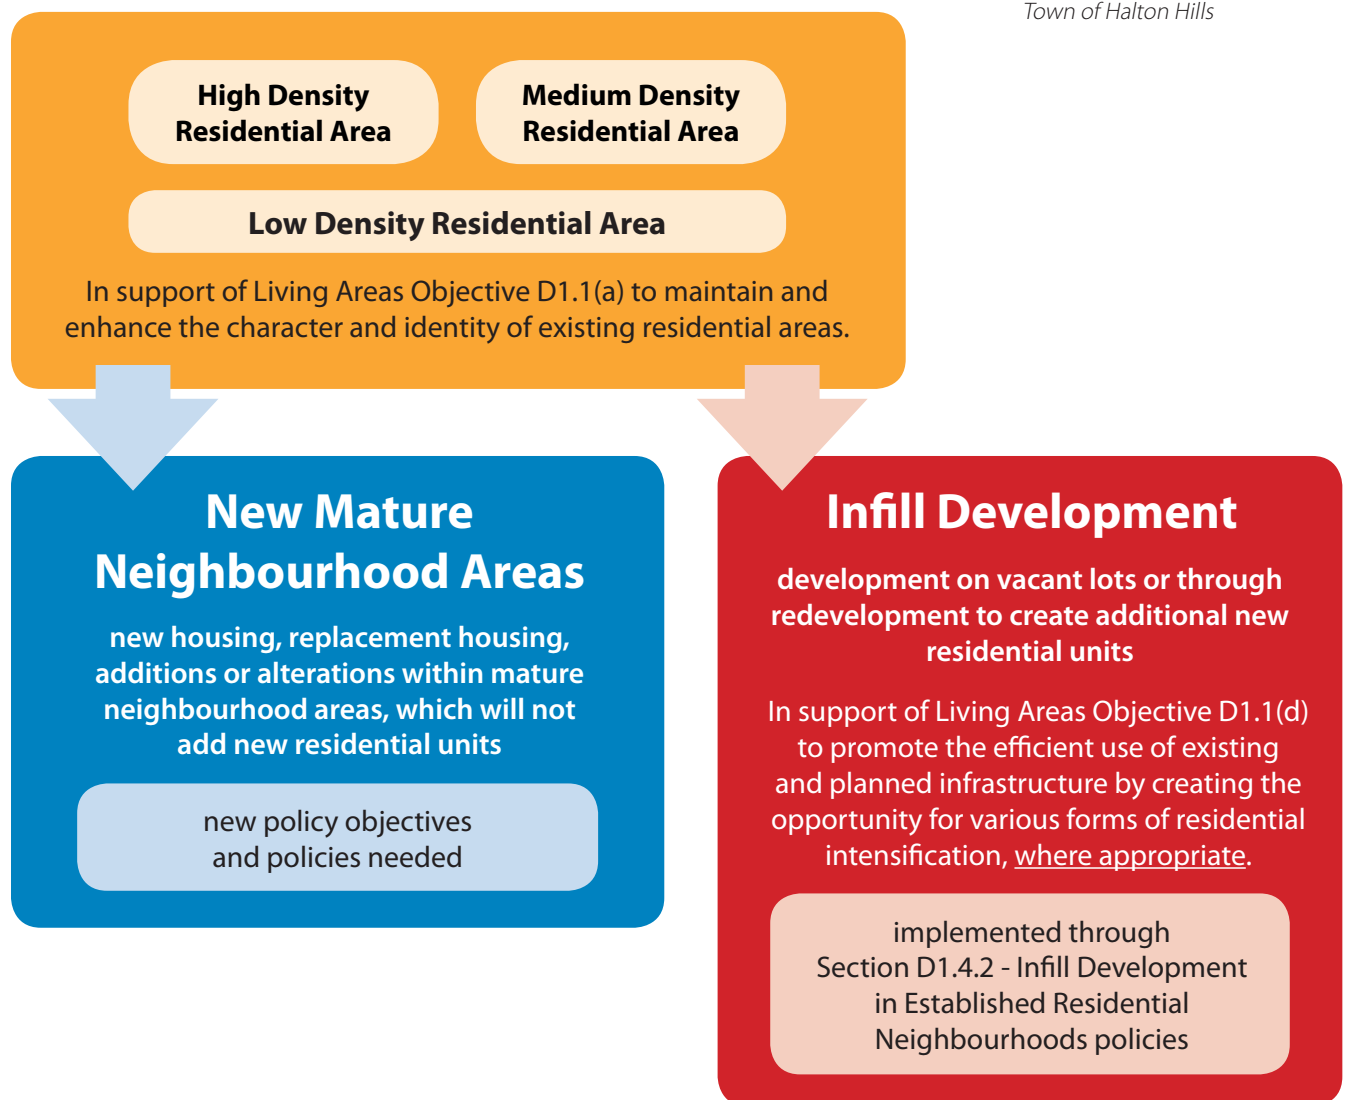 Town of Halton Hills
High Density
Residential Area
Medium Density
Residential Area
Low Density Residential Area
In support of Living Areas Objective D1.1(a) to maintain and
enhance the character and identity of existing residential areas.
New Mature
Neighbourhood Areas
new housing, replacement housing,
additions or alterations within mature
neighbourhood areas, which will not
add new residential units
new policy objectives
and policies needed
Infill Development
development on vacant lots or through
redevelopment to create additional new
residential units
In support of Living Areas Objective D1.1(d)
to promote the efficient use of existing
and planned infrastructure by creating the
opportunity for various forms of residential
intensification, where appropriate.
implemented through
Section D1.4.2 - Infill Development
in Established Residential
Neighbourhoods policies